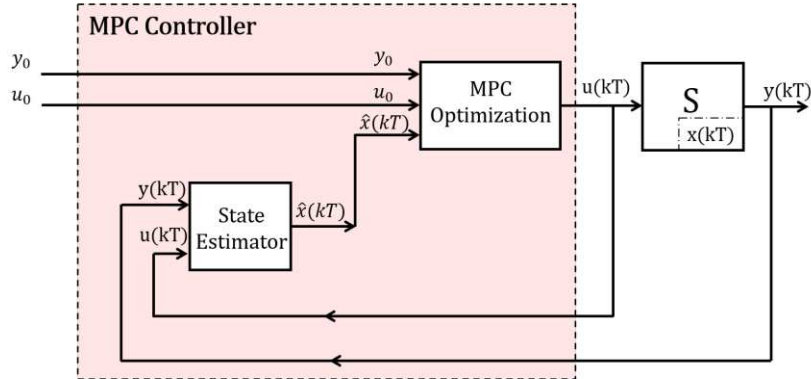 MPC Controller
y₀
y₀
u₀
u₀
x̂(kT)
MPC
Optimization
u(kT)
S
x(kT)
y(kT)
y(kT)
u(kT)
State
Estimator
x̂(kT)